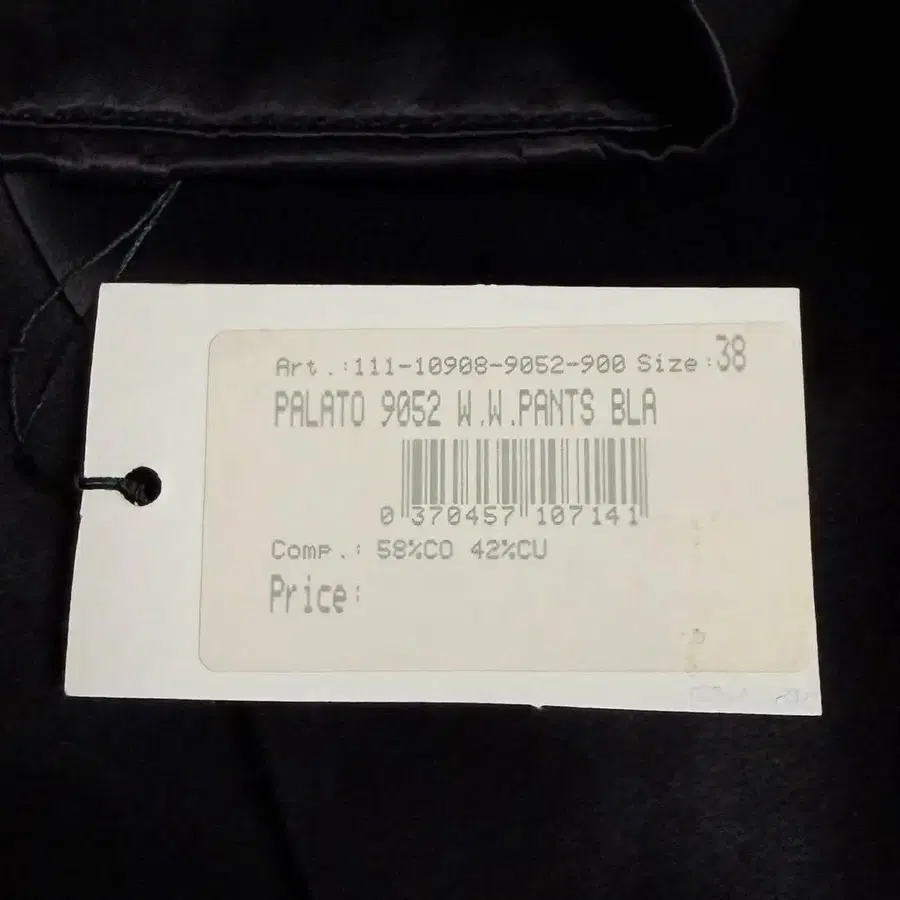 Art.:111-10908-9052-900 Size:38
PALATO 9052 W.W.PANTS BLA
0 370457 107141
Comp.: 58%CO 42%CU
Price: